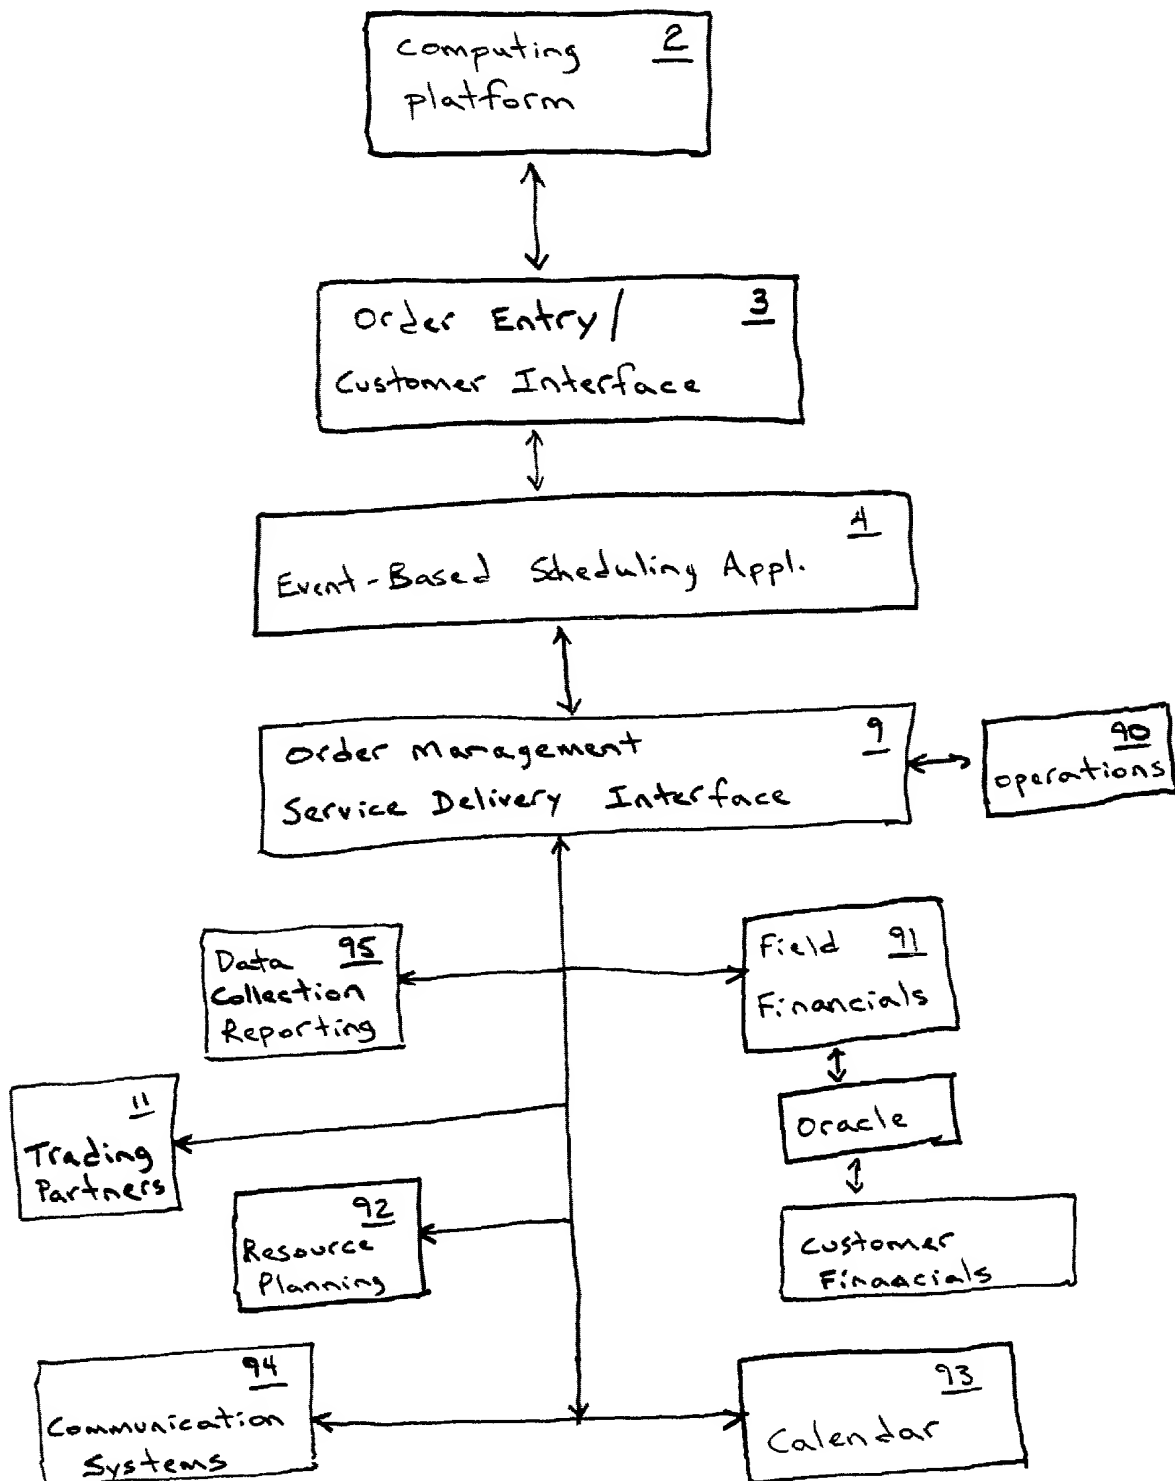 Computing 2
platform
Order Entry/ 3
Customer Interface
4
Event-Based Scheduling Appl.
Order Management 9
Service Delivery Interface
90
Operations
Data 95
Collection
Reporting
Field 91
Financials
11
Trading
Partners
Oracle
92
Resource
Planning
Customer
Financials
94
Communication
Systems
93
Calendar